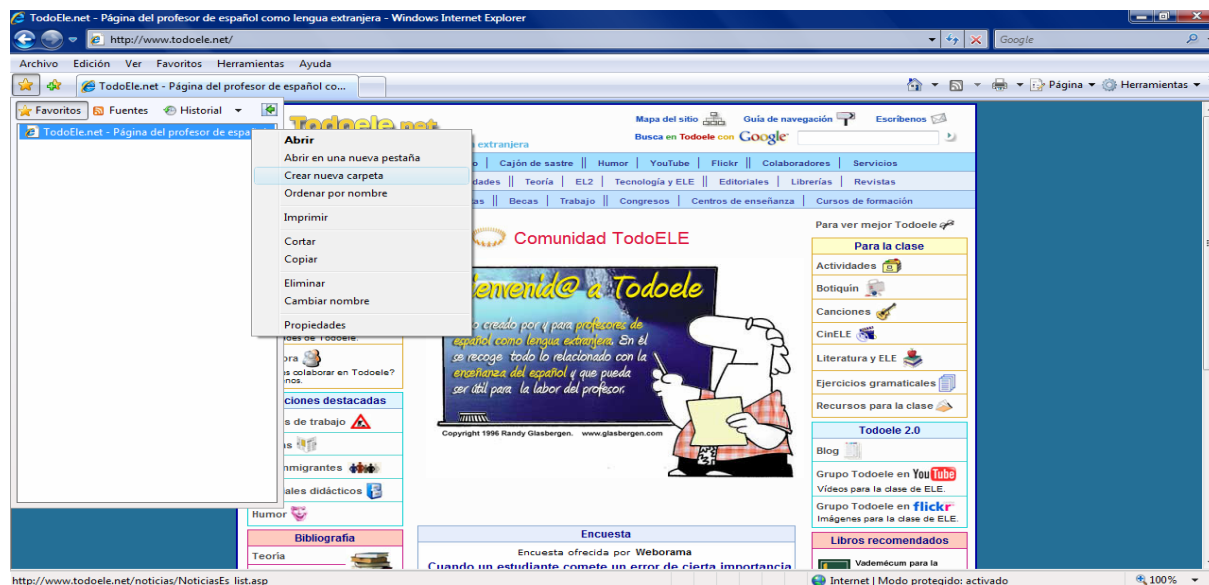 TodoEle.net - Página del profesor de español como lengua extranjera - Windows Internet Explorer
http://www.todoele.net/
Google
Archivo Edición Ver Favoritos Herramientas Ayuda
TodoEle.net - Página del profesor de español co...
Página Herramientas
Favoritos Fuentes Historial
TodoEle.net - Página del profesor de
Abrir
Abrir en una nueva pestaña
Crear nueva carpeta
Ordenar por nombre
Imprimir
Cortar
Copiar
Eliminar
Cambiar nombre
Propiedades
Todoele.net
extranjera
Mapa del sitio Guía de navegación Escríbenos
Busca en Todoele con Google
Cajón de sastre || Humor | YouTube | Flickr || Colaboradores | Servicios
|| Teoría | EL2 | Tecnología y ELE || Editoriales | Librerías | Revistas
|| Becas | Trabajo || Congresos | Centros de enseñanza | Cursos de formación
Comunidad TodoELE
a Todoele
creado por y para profesores de
español como lengua extranjera. En él
se recoge todo lo relacionado con la
enseñanza del español y que pueda
ser útil para la labor del profesor.
Copyright 1996 Randy Glasbergen. www.glasbergen.com
Encuesta
Encuesta ofrecida por Weborama
Cuando un estudiante comete un error de cierta importancia
de Todoele.
colaborar en Todoele?
destacadas
de trabajo
didácticos
Humor
Bibliografía
Teoría
Para ver mejor Todoele
Para la clase
Actividades
Botiquín
Canciones
CinELE
Literatura y ELE
Ejercicios gramaticales
Recursos para la clase
Todoele 2.0
Blog
Grupo Todoele en YouTube
Vídeos para la clase de ELE.
Grupo Todoele en flickr
Imágenes para la clase de ELE.
Libros recomendados
Vademécum para la
http://www.todoele.net/noticias/NoticiasEs_list.asp
Internet | Modo protegido: activado
100%